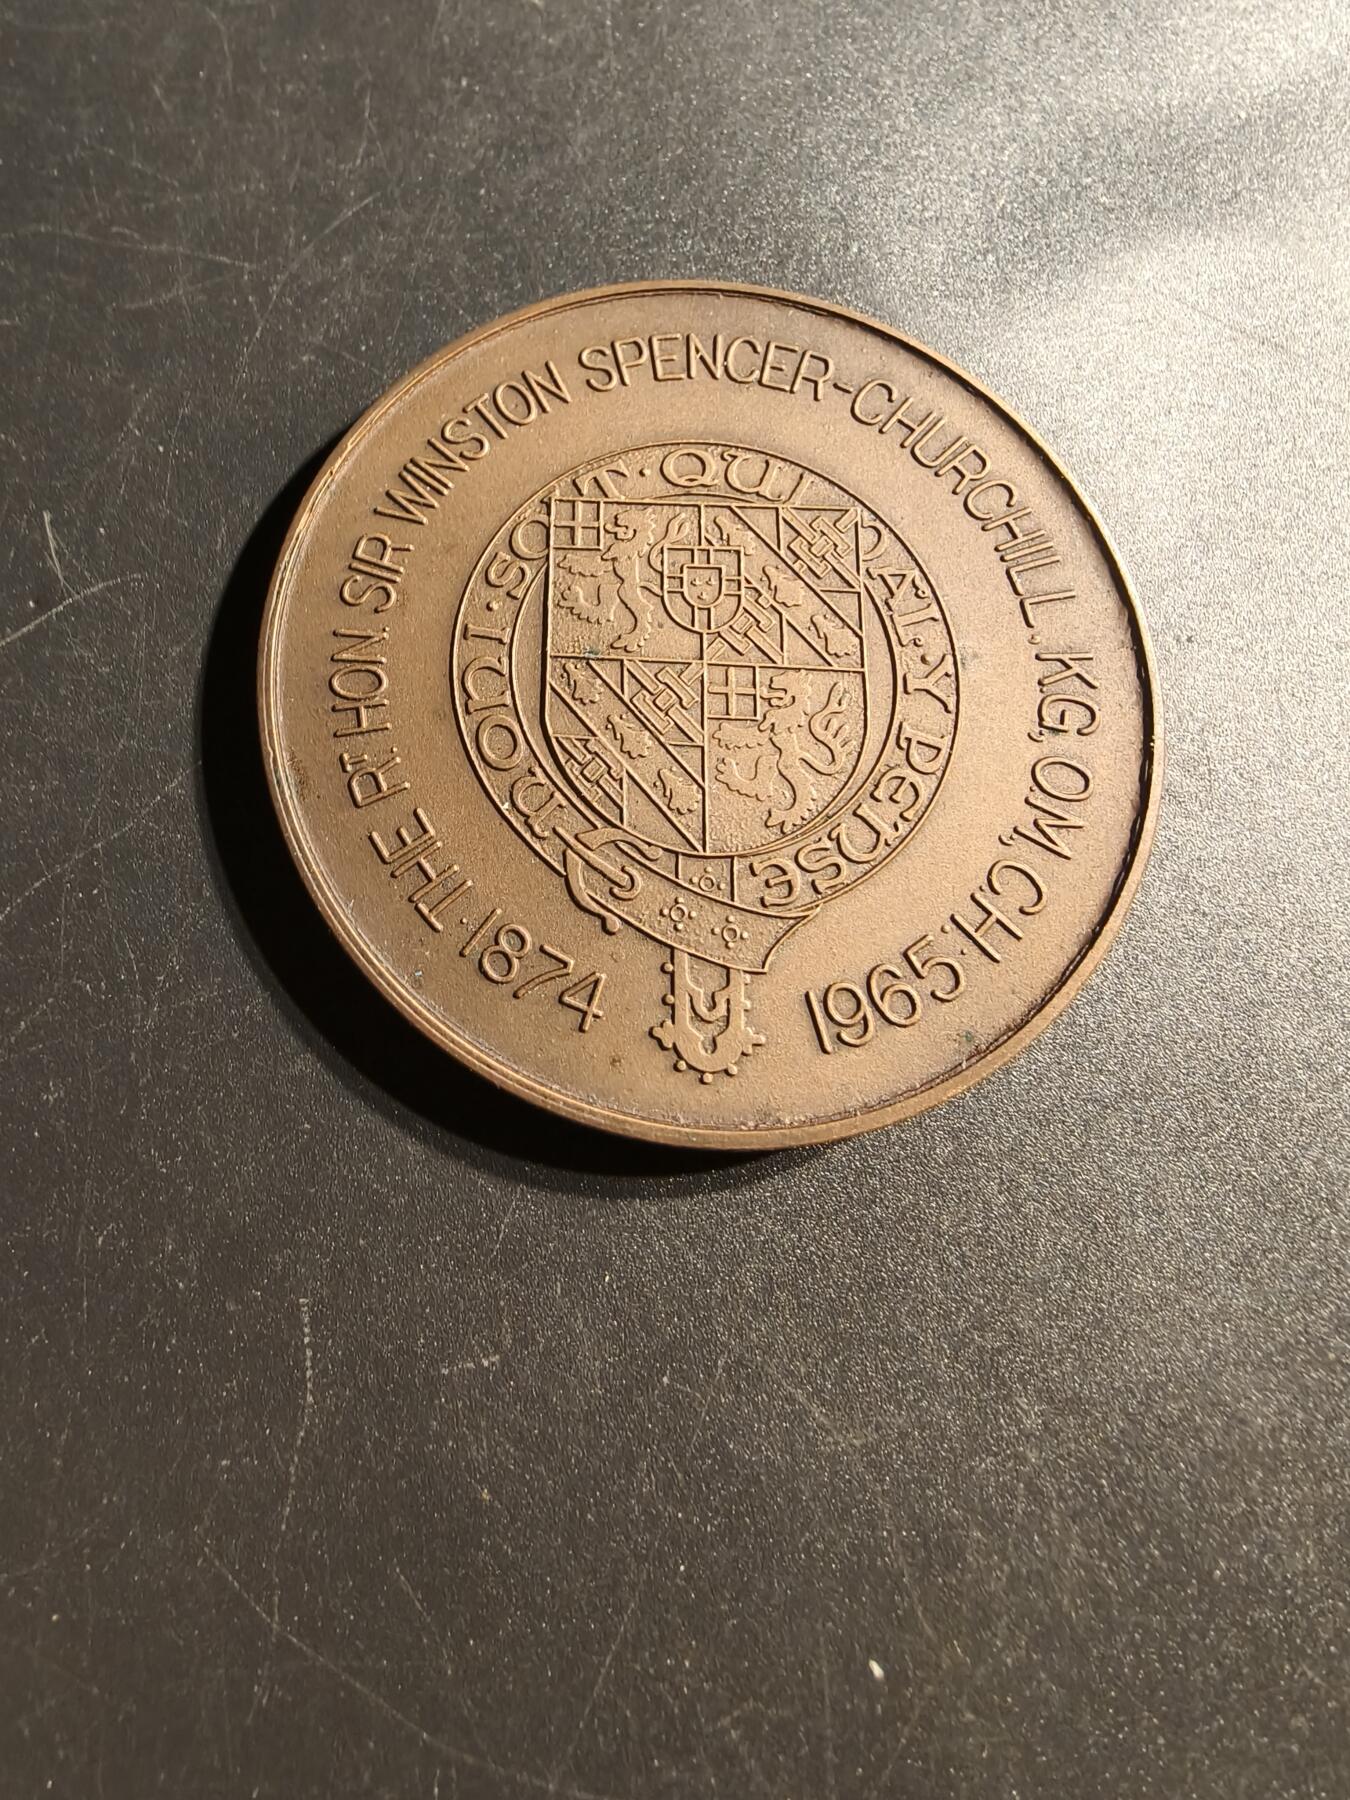 1874 · THE RT. HON. SIR WINSTON SPENCER-CHURCHILL, K.G, O.M, C.H · 1965
HONI · SOIT · QUI MAL · Y PENSE